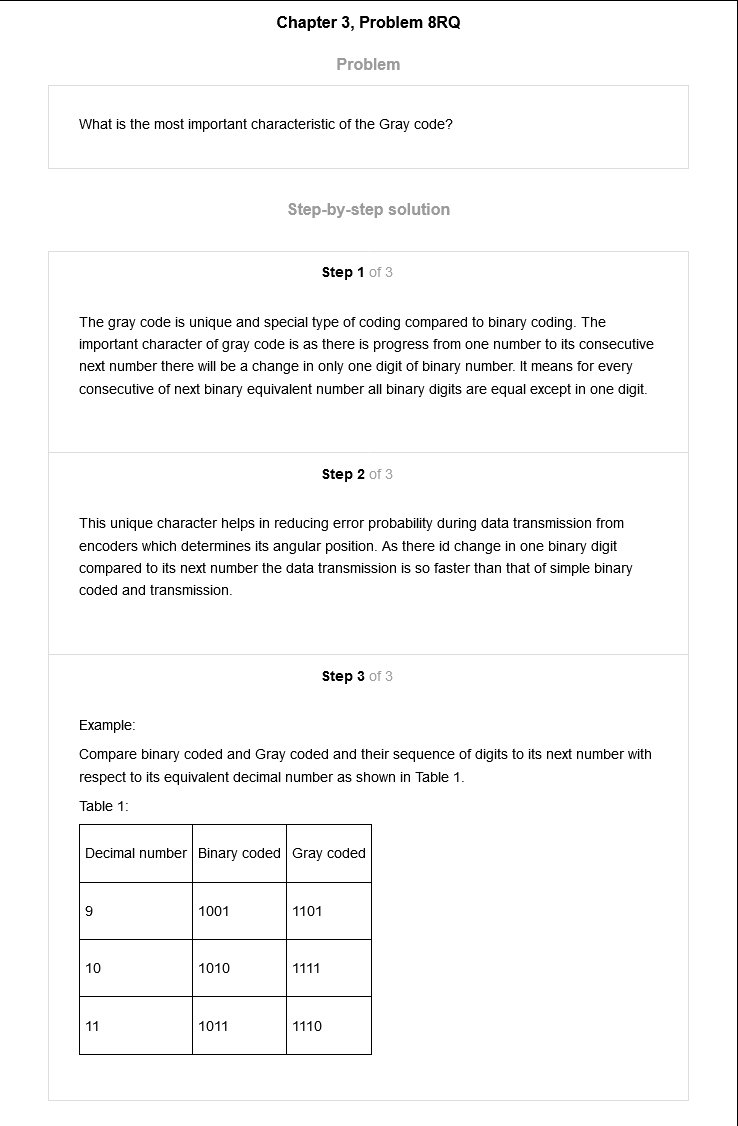 Chapter 3, Problem 8RQ
Problem
What is the most important characteristic of the Gray code?
Step-by-step solution
Step 1 of 3
The gray code is unique and special type of coding compared to binary coding. The
important character of gray code is as there is progress from one number to its consecutive
next number there will be a change in only one digit of binary number. It means for every
consecutive of next binary equivalent number all binary digits are equal except in one digit.
Step 2 of 3
This unique character helps in reducing error probability during data transmission from
encoders which determines its angular position. As there id change in one binary digit
compared to its next number the data transmission is so faster than that of simple binary
coded and transmission.
Step 3 of 3
Example:
Compare binary coded and Gray coded and their sequence of digits to its next number with
respect to its equivalent decimal number as shown in Table 1.
Table 1:
Decimal number Binary coded Gray coded
9 1001 1101
10 1010 1111
11 1011 1110